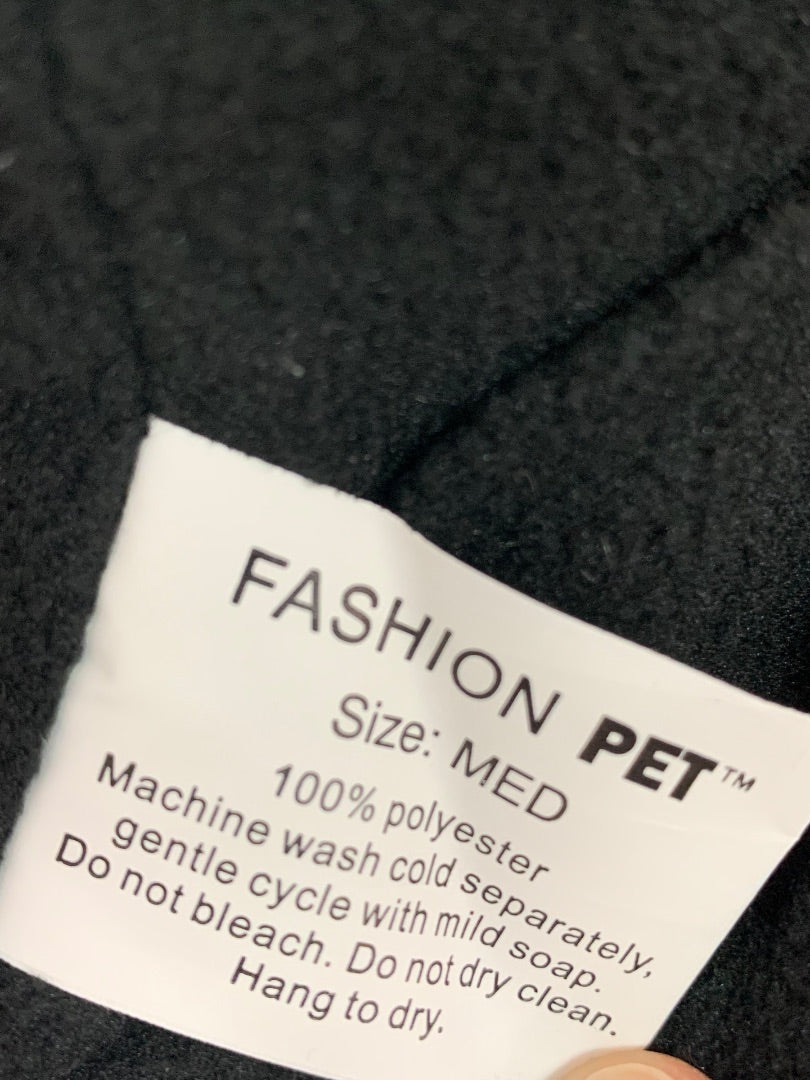 FASHION PET™
Size: MED
100% polyester
Machine wash cold separately,
gentle cycle with mild soap.
Do not bleach. Do not dry clean.
Hang to dry.